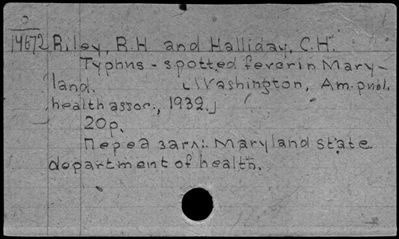 2
14672 Riley, R.H. and Halliday, C.H.
Typhus-spotted fever in Mary-
land. [Washington, Am. publ.
health assoc., 1932.]
20p.
Перед загл.: Maryland state
department of health.